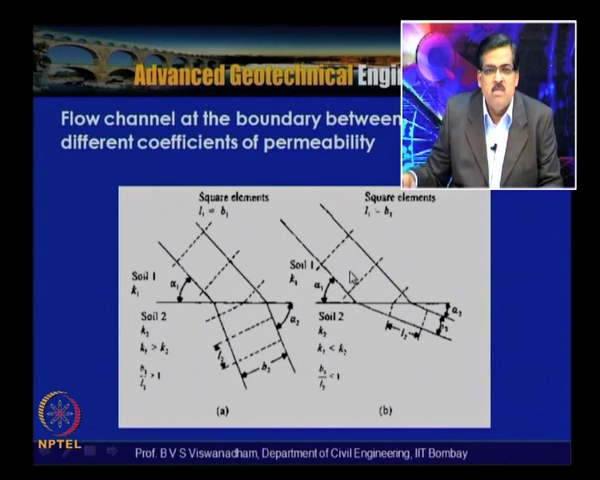 Advanced Geotechnical Engi
Flow channel at the boundary between
different coefficients of permeability
Square elements
l₁ = b₁
Square elements
l₁ - b₁
Soil 1
k₁
α₁
Soil 2
k₂
k₁ > k₂
b₂/l₂ > 1
α₂
l₂
b₂
(a)
Soil 1
k₁
α₁
Soil 2
k₂
k₁ < k₂
b₂/l₂ < 1
α₂
l₂
b₂
(b)
NPTEL
Prof. B V S Viswanadham, Department of Civil Engineering, IIT Bombay